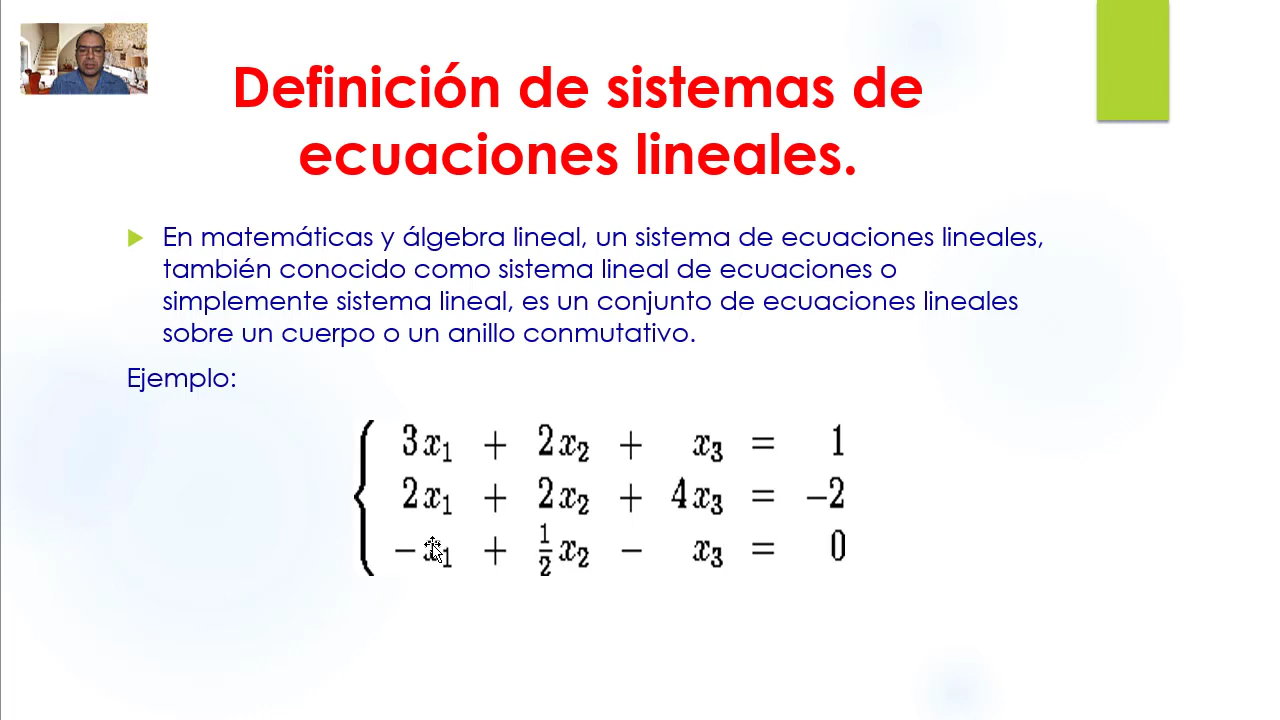 Definición de sistemas de
ecuaciones lineales.
En matemáticas y álgebra lineal, un sistema de ecuaciones lineales,
también conocido como sistema lineal de ecuaciones o
simplemente sistema lineal, es un conjunto de ecuaciones lineales
sobre un cuerpo o un anillo conmutativo.
Ejemplo:
3x₁ + 2x₂ + x₃ = 1
2x₁ + 2x₂ + 4x₃ = −2
−x₁ + ½x₂ − x₃ = 0